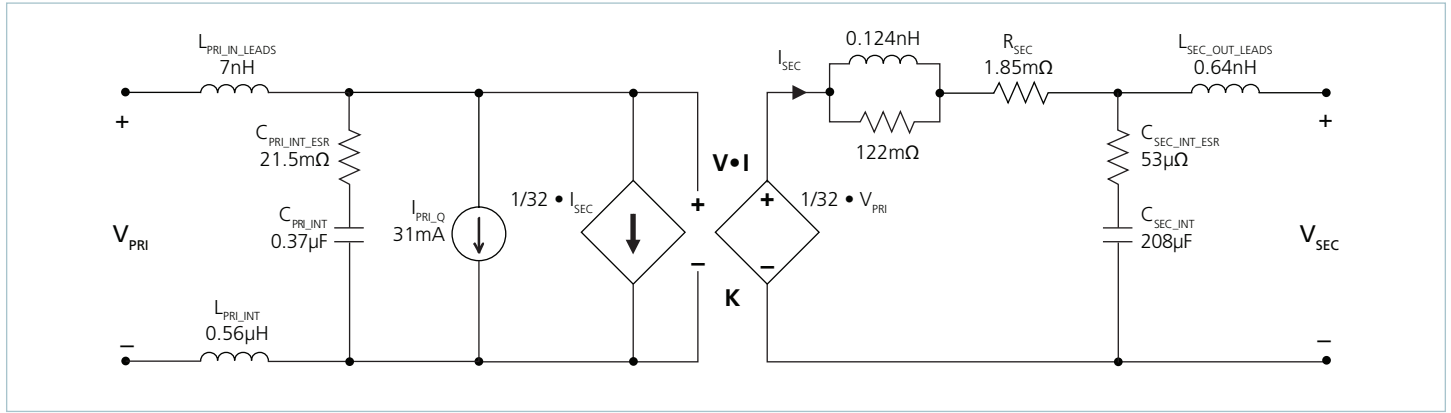 L_PRI_IN_LEADS
7nH
+
C_PRI_INT_ESR
21.5mΩ
C_PRI_INT
0.37µF
V_PRI
L_PRI_INT
0.56µH
–
I_PRI_Q
31mA
1/32 • I_SEC
+
–
V•I
K
+
–
1/32 • V_PRI
I_SEC
0.124nH
122mΩ
R_SEC
1.85mΩ
L_SEC_OUT_LEADS
0.64nH
+
C_SEC_INT_ESR
53µΩ
C_SEC_INT
208µF
V_SEC
–